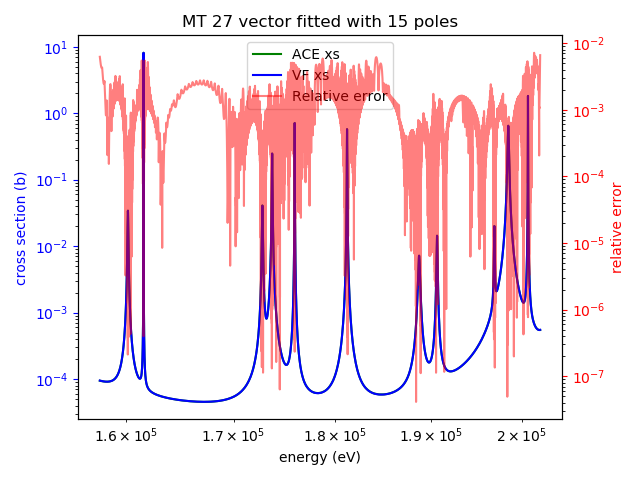 MT 27 vector fitted with 15 poles
ACE xs
VF xs
Relative error
10¹
10⁰
10⁻¹
10⁻²
10⁻³
10⁻⁴
cross section (b)
10⁻²
10⁻³
10⁻⁴
10⁻⁵
10⁻⁶
10⁻⁷
relative error
1.6 × 10⁵ 1.7 × 10⁵ 1.8 × 10⁵ 1.9 × 10⁵ 2 × 10⁵
energy (eV)